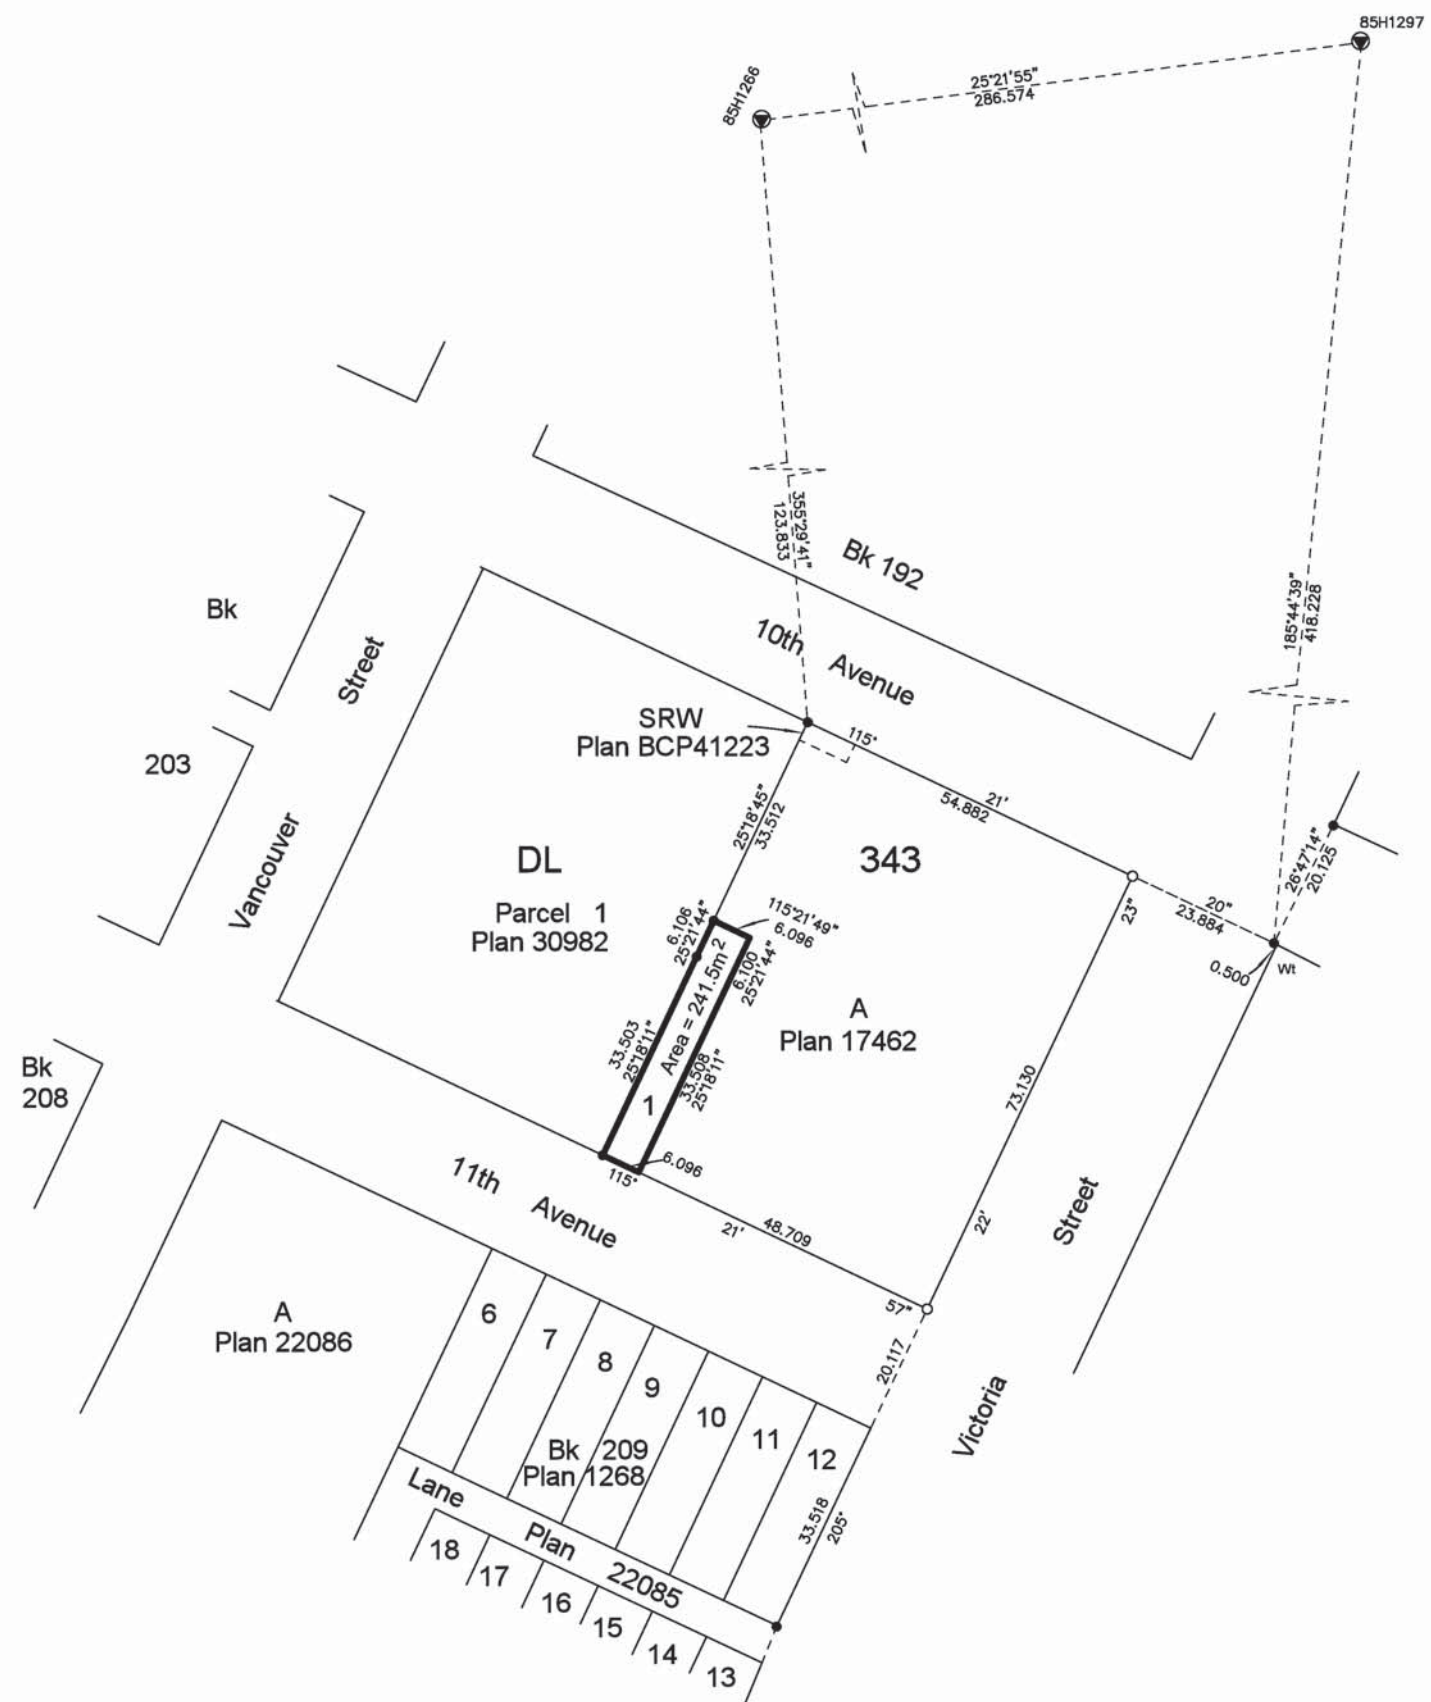 85H1297
85H1266
25°21'55"
286.574
355°29'41"
123.833
185°44'39"
418.228
Bk 192
10th Avenue
Bk
203
Vancouver Street
SRW
Plan BCP41223
115° 21' 20"
54.882
23.884
26°47'14"
20.125
0.500
Wt
25°18'45"
33.512
DL
343
Parcel 1
Plan 30982
6.106
25°21'44"
115°21'49"
6.096
6.100
25°21'44"
Area = 241.5m2
33.503
25°18'11"
33.508
25°18'11"
1
A
Plan 17462
23"
73.130
22'
6.096
115°
21'
48.709
57"
Bk
208
11th Avenue
Victoria Street
20.117
A
Plan 22086
6
7
8
9
10
11
12
Bk 209
Plan 1268
33.518
205°
Lane Plan 22085
18
17
16
15
14
13